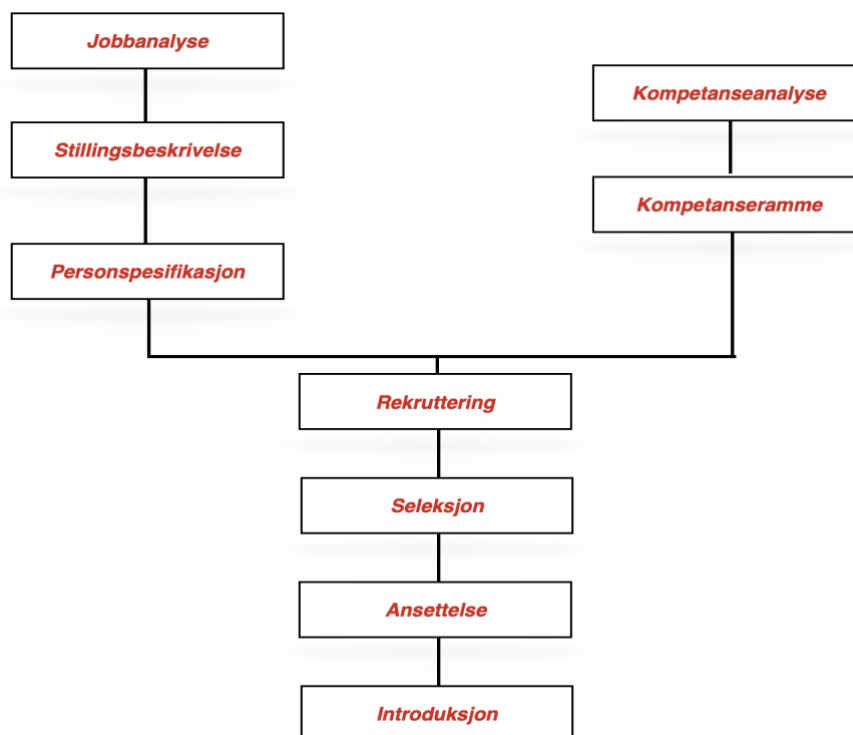 Jobbanalyse
Stillingsbeskrivelse
Personspesifikasjon
Kompetanseanalyse
Kompetanseramme
Rekruttering
Seleksjon
Ansettelse
Introduksjon